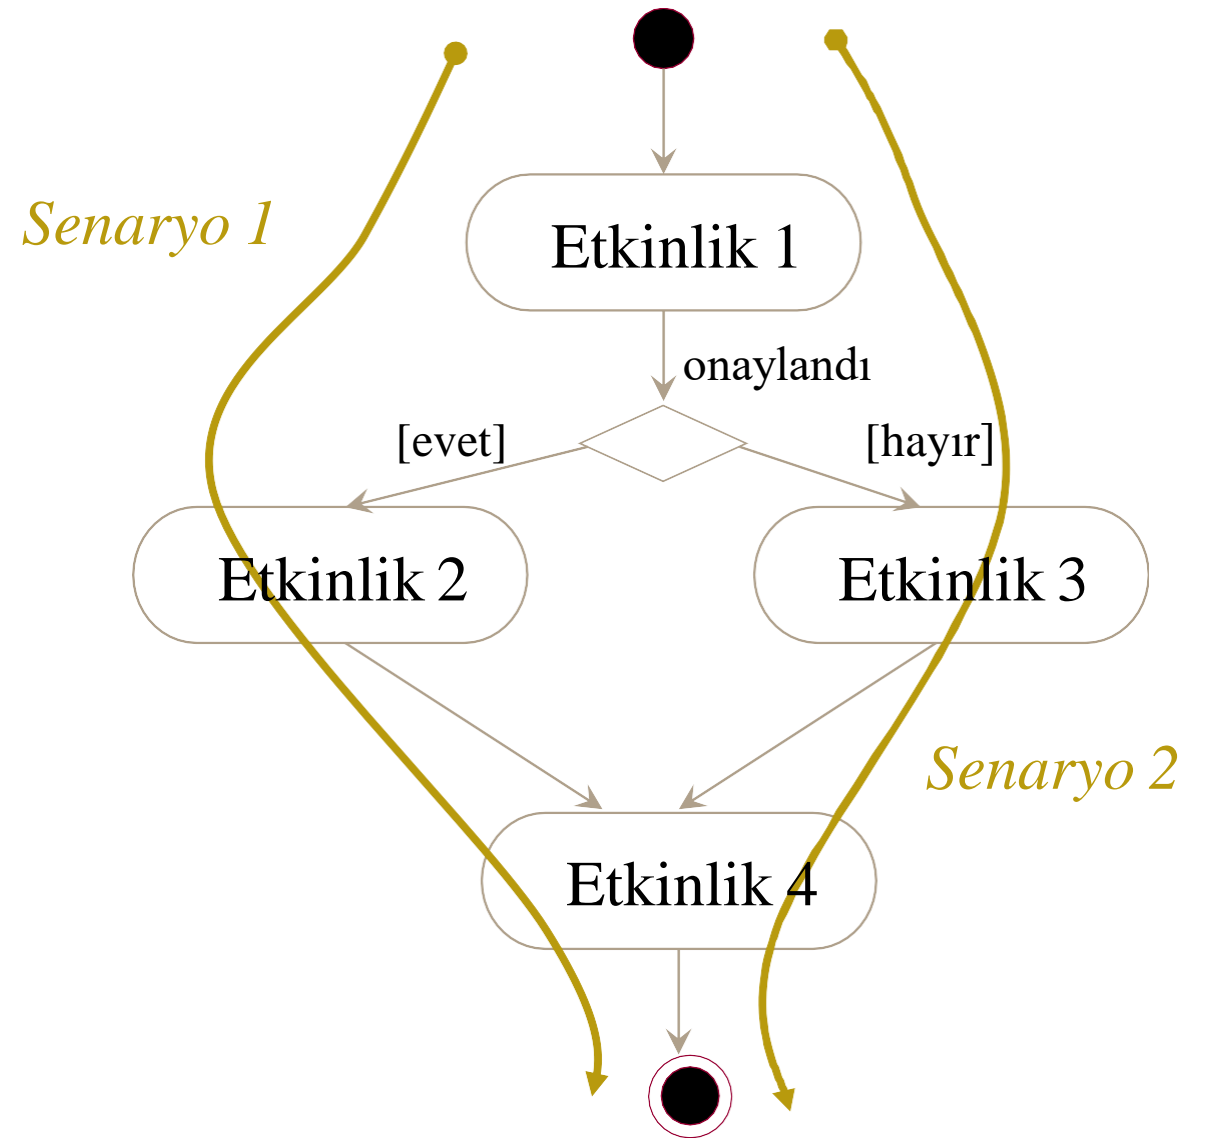 Senaryo 1
Etkinlik 1
onaylandı
[evet]
[hayır]
Etkinlik 2
Etkinlik 3
Senaryo 2
Etkinlik 4